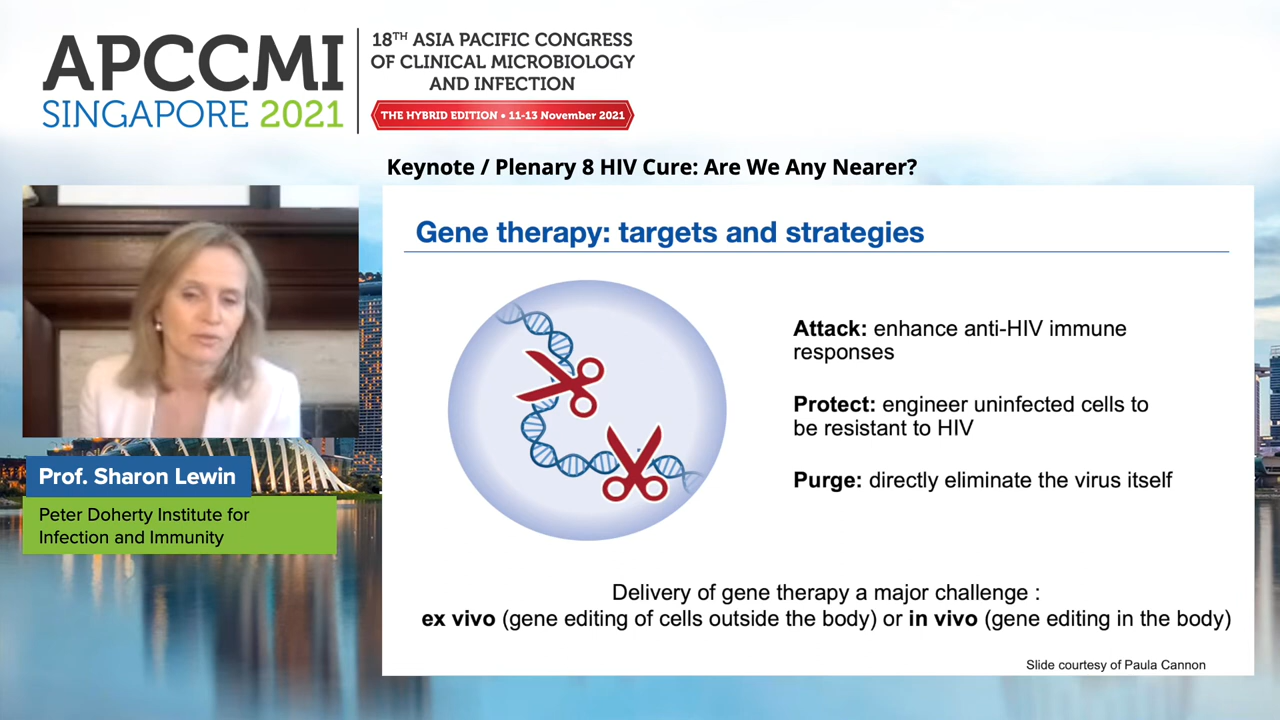 APCCMI
SINGAPORE 2021
18TH ASIA PACIFIC CONGRESS
OF CLINICAL MICROBIOLOGY
AND INFECTION
THE HYBRID EDITION • 11-13 November 2021
Keynote / Plenary 8 HIV Cure: Are We Any Nearer?
Prof. Sharon Lewin
Peter Doherty Institute for
Infection and Immunity
Gene therapy: targets and strategies
Attack: enhance anti-HIV immune
responses
Protect: engineer uninfected cells to
be resistant to HIV
Purge: directly eliminate the virus itself
Delivery of gene therapy a major challenge :
ex vivo (gene editing of cells outside the body) or in vivo (gene editing in the body)
Slide courtesy of Paula Cannon